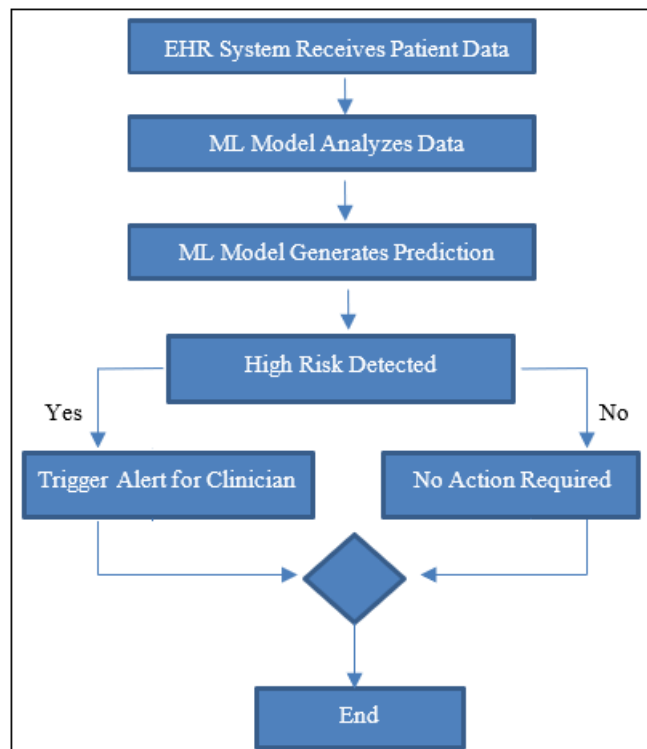 EHR System Receives Patient Data
ML Model Analyzes Data
ML Model Generates Prediction
High Risk Detected
Yes
No
Trigger Alert for Clinician
No Action Required
End